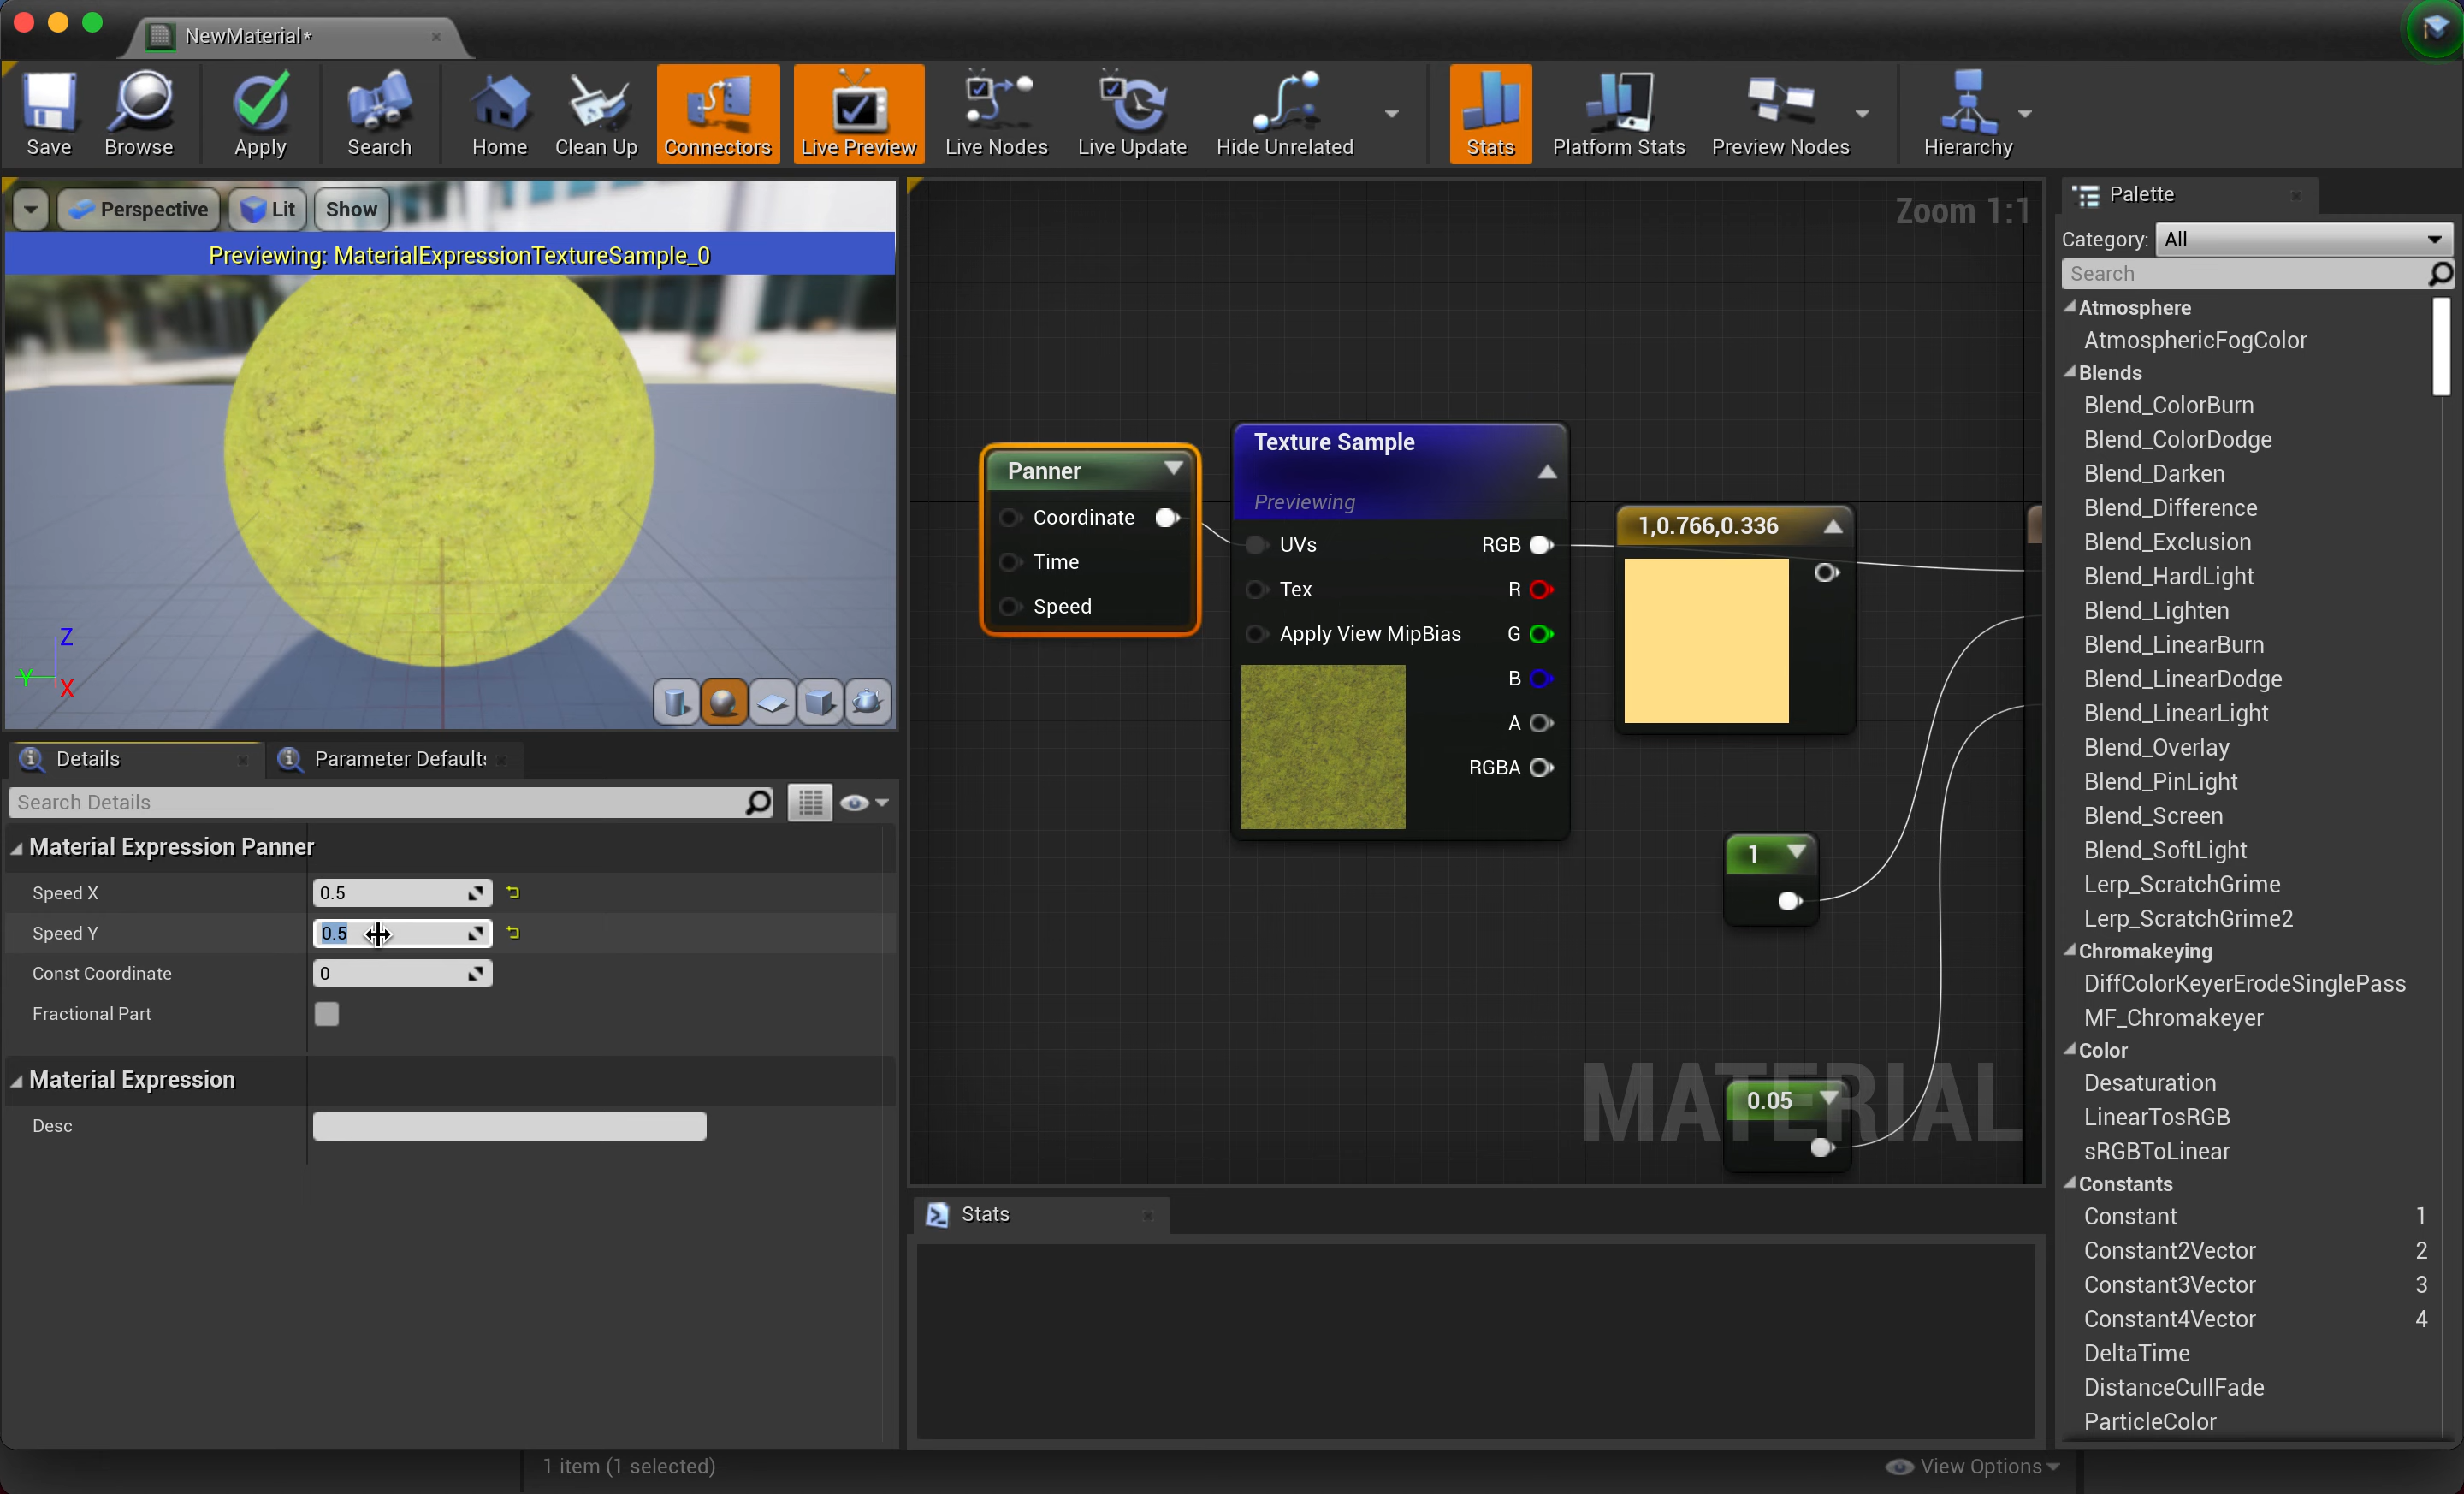 NewMaterial*
Save Browse Apply Search Home Clean Up Connectors Live Preview Live Nodes Live Update Hide Unrelated Stats Platform Stats Preview Nodes Hierarchy
Perspective Lit Show
Previewing: MaterialExpressionTextureSample_0
Z
Y
X
Details
Parameter Defaults
Search Details
Material Expression Panner
Speed X 0.5
Speed Y 0.5
Const Coordinate 0
Fractional Part
Material Expression
Desc
Zoom 1:1
Panner
Coordinate
Time
Speed
Texture Sample
Previewing
UVs RGB
Tex R
Apply View MipBias G
B
A
RGBA
1,0.766,0.336
1
0.05
MATERIAL
Stats
Palette
Category: All
Search
Atmosphere
AtmosphericFogColor
Blends
Blend_ColorBurn
Blend_ColorDodge
Blend_Darken
Blend_Difference
Blend_Exclusion
Blend_HardLight
Blend_Lighten
Blend_LinearBurn
Blend_LinearDodge
Blend_LinearLight
Blend_Overlay
Blend_PinLight
Blend_Screen
Blend_SoftLight
Lerp_ScratchGrime
Lerp_ScratchGrime2
Chromakeying
DiffColorKeyerErodeSinglePass
MF_Chromakeyer
Color
Desaturation
LinearTosRGB
sRGBToLinear
Constants
Constant 1
Constant2Vector 2
Constant3Vector 3
Constant4Vector 4
DeltaTime
DistanceCullFade
ParticleColor
1 item (1 selected)
View Options